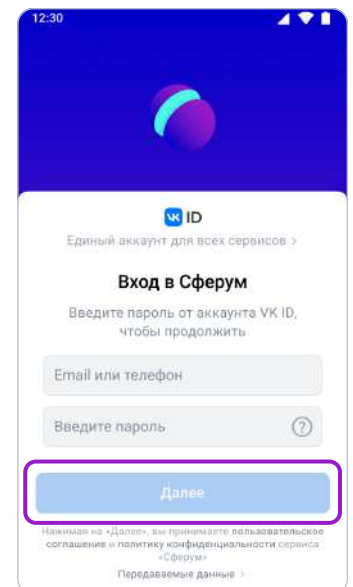 12:30
VK ID
Единый аккаунт для всех сервисов >
Вход в Сферум
Введите пароль от аккаунта VK ID,
чтобы продолжить
Email или телефон
Введите пароль ?
Далее
Нажимая на «Далее», вы принимаете пользовательское
соглашение и политику конфиденциальности сервиса
«Сферум»
Передаваемые данные >